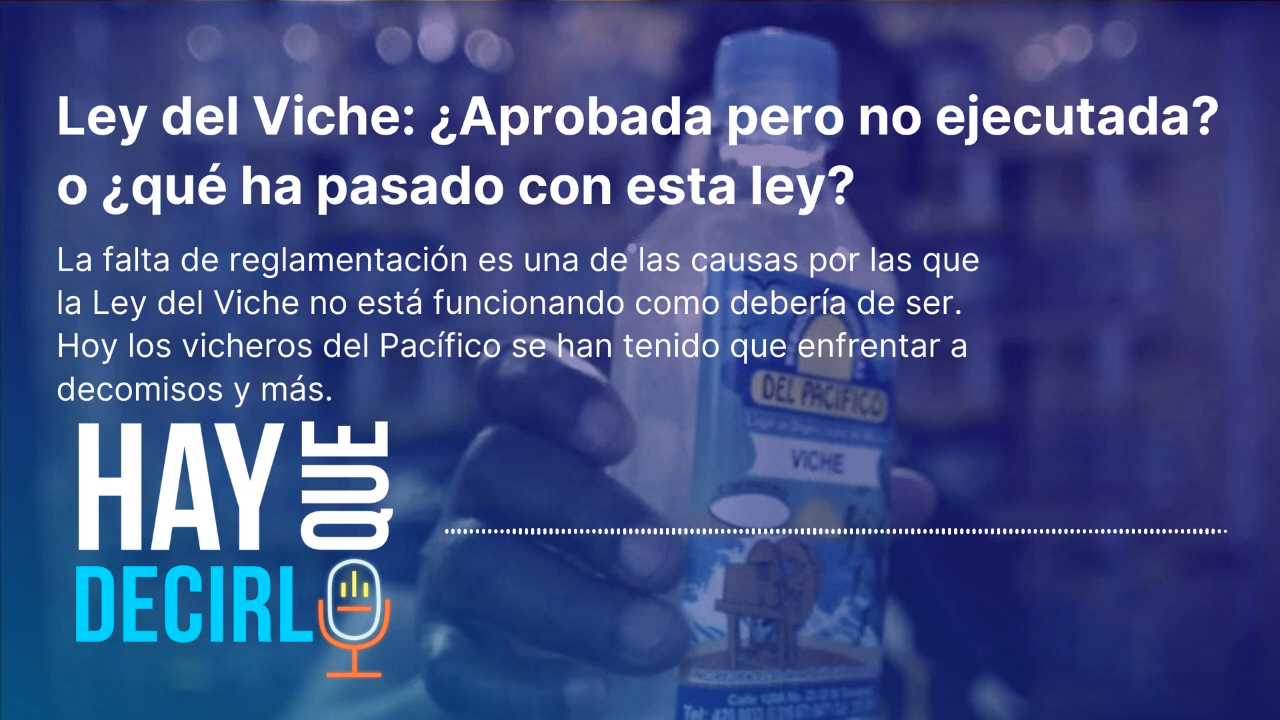 Ley del Viche: ¿Aprobada pero no ejecutada?
o ¿qué ha pasado con esta ley?
La falta de reglamentación es una de las causas por las que
la Ley del Viche no está funcionando como debería de ser.
Hoy los vicheros del Pacífico se han tenido que enfrentar a
decomisos y más.
HAY QUE
DECIRLO
DEL PACIFICO
VICHE